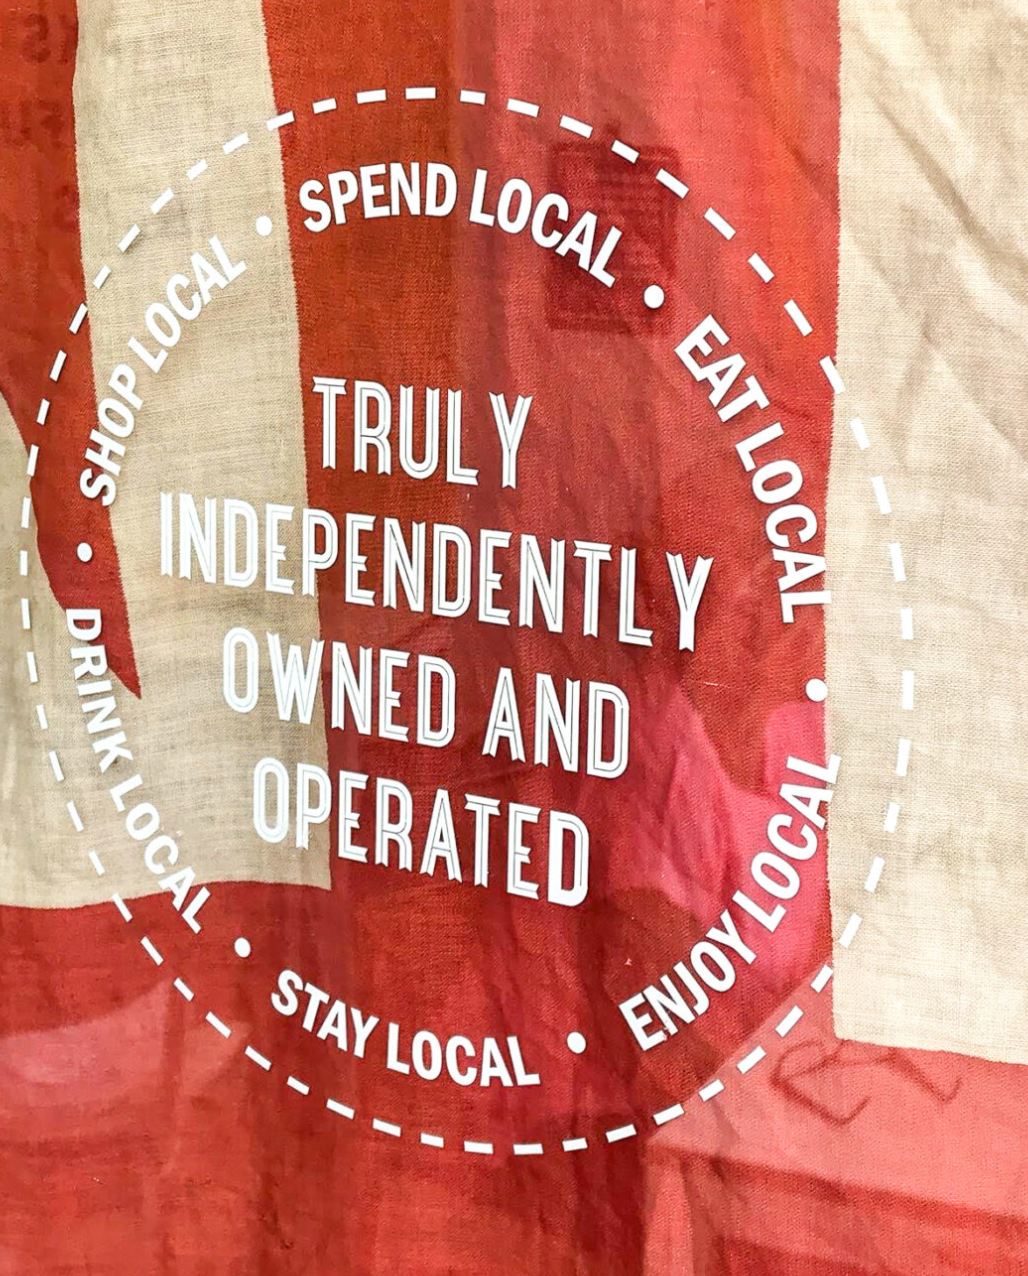 SPEND LOCAL • EAT LOCAL • ENJOY LOCAL • STAY LOCAL • DRINK LOCAL • SHOP LOCAL •
TRULY
INDEPENDENTLY
OWNED AND
OPERATED